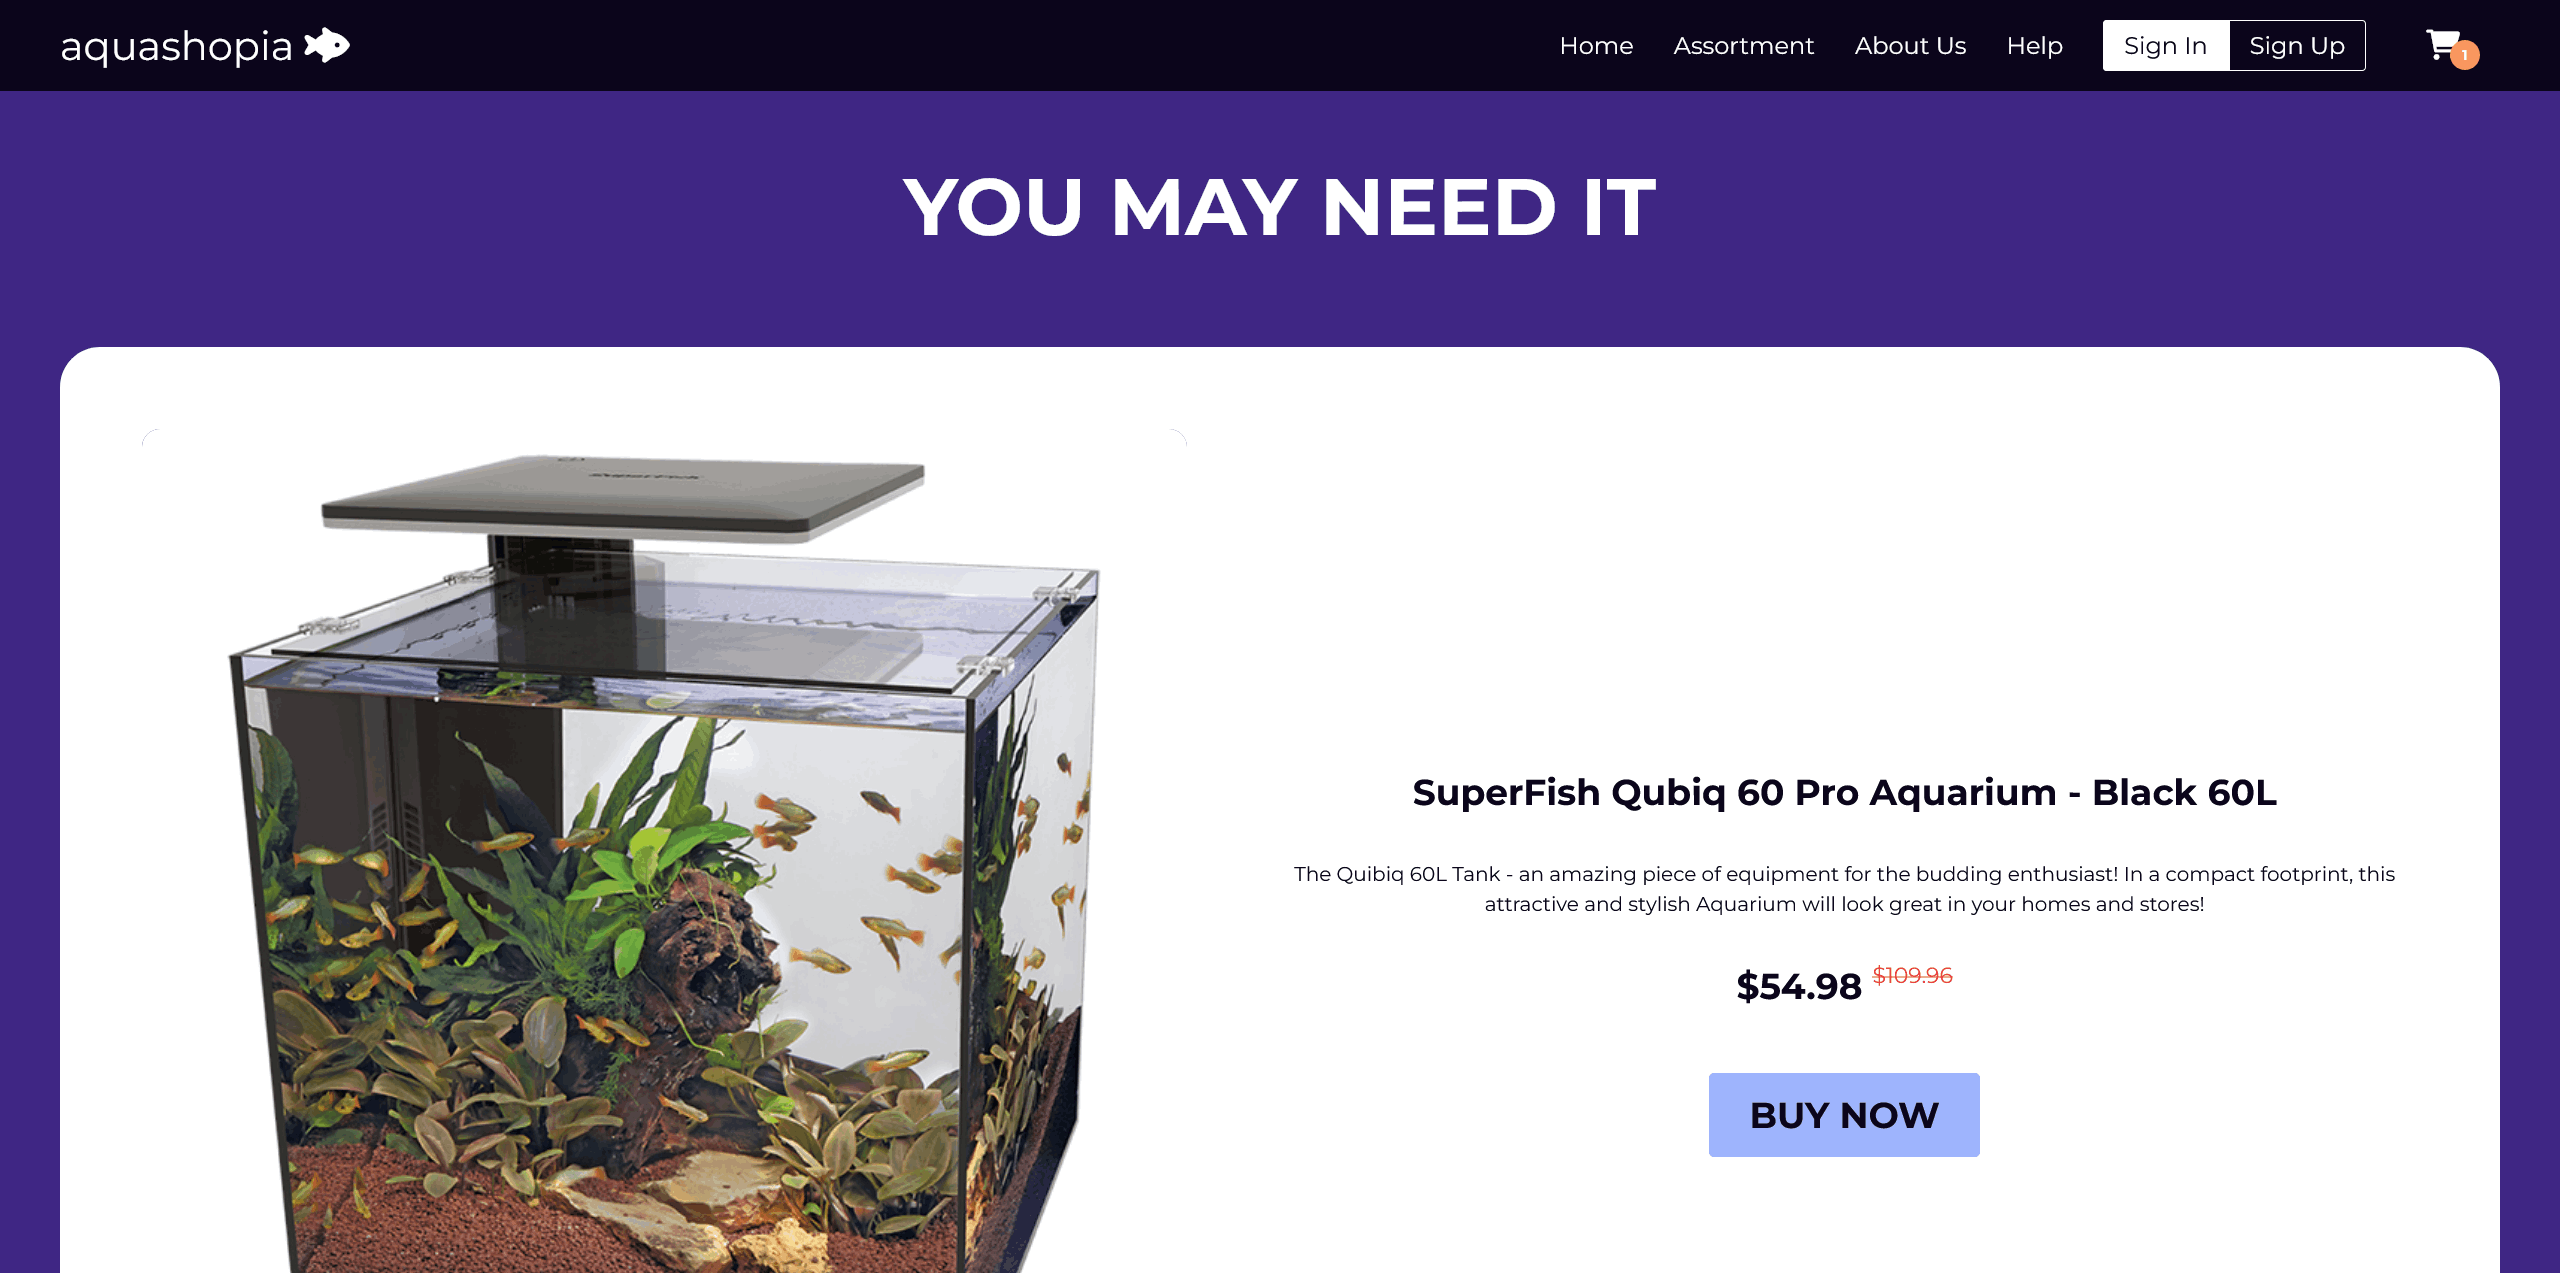 aquashopia
Home
Assortment
About Us
Help
Sign In
Sign Up
1
YOU MAY NEED IT
SuperFish
SuperFish Qubiq 60 Pro Aquarium - Black 60L
The Quibiq 60L Tank - an amazing piece of equipment for the budding enthusiast! In a compact footprint, this
attractive and stylish Aquarium will look great in your homes and stores!
$54.98 $109.96
BUY NOW